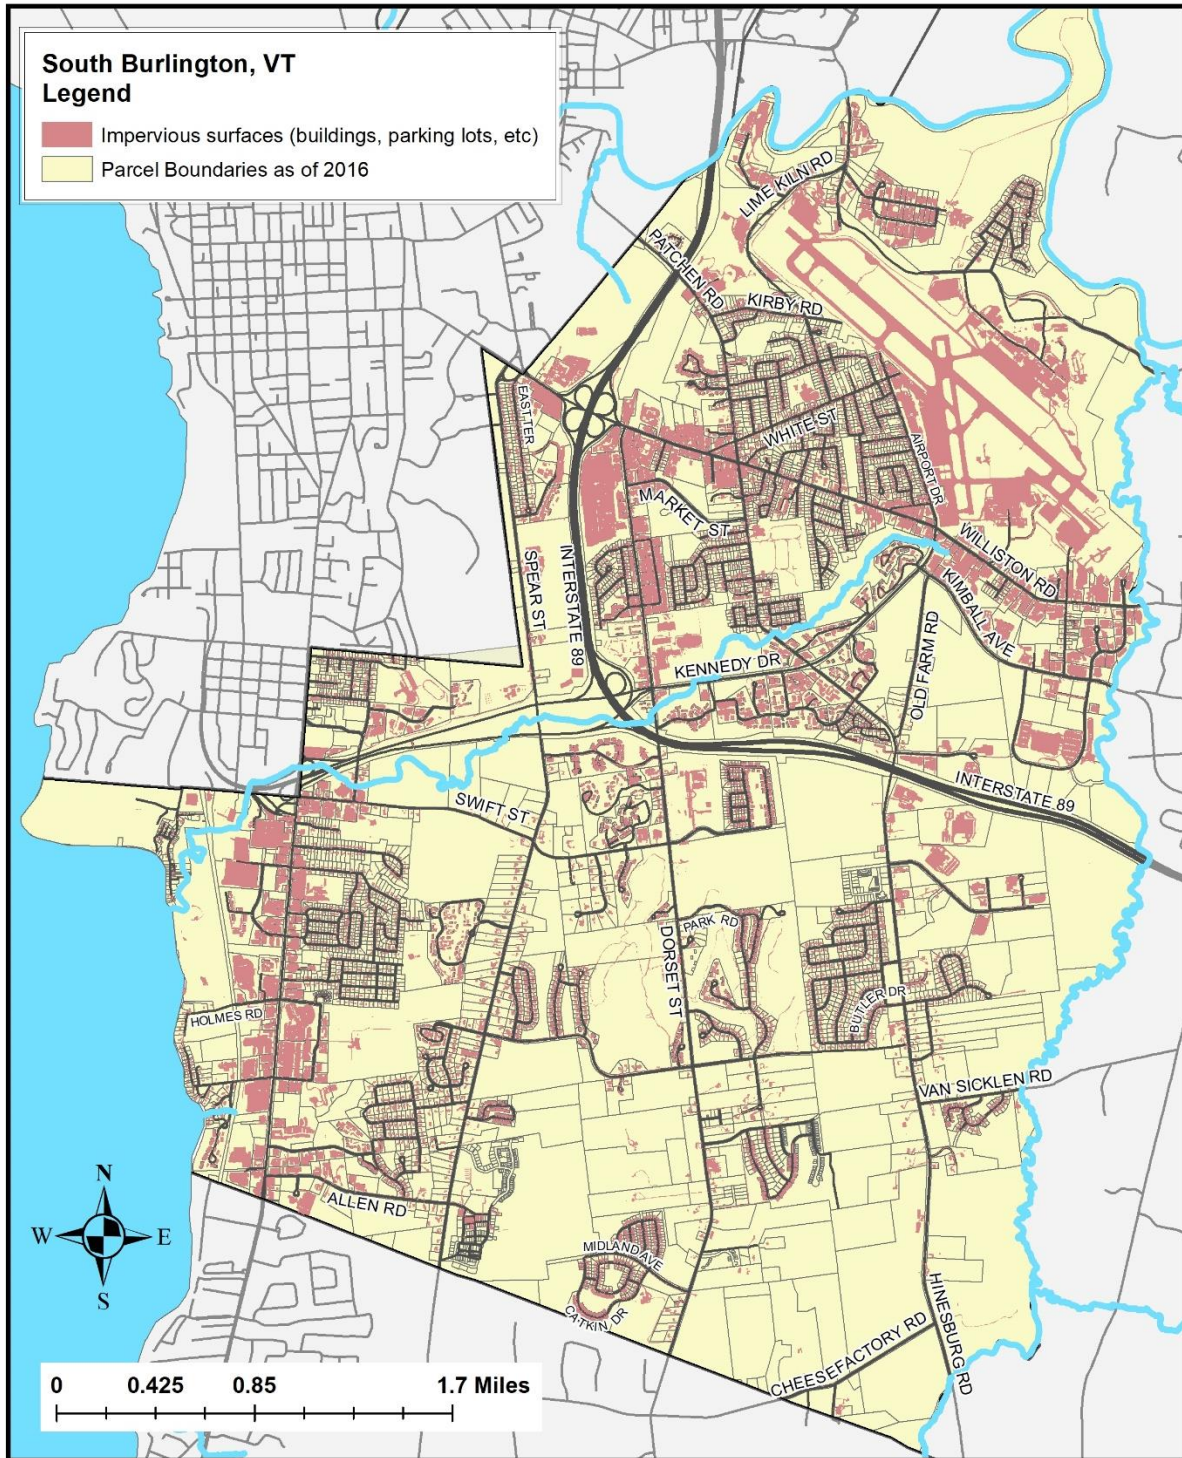 South Burlington, VT
Legend
Impervious surfaces (buildings, parking lots, etc)
Parcel Boundaries as of 2016
LIME KILN RD
PATCHEN RD
KIRBY RD
EAST TER
WHITE ST
AIRPORT DR
MARKET ST
WILLISTON RD
SPEAR ST
INTERSTATE 89
KIMBALL AVE
OLD FARM RD
KENNEDY DR
INTERSTATE 89
SWIFT ST
PARK RD
DORSET ST
BUTLER DR
HOLMES RD
VAN SICKLEN RD
ALLEN RD
MIDLAND AVE
CATKIN DR
HINESBURG RD
CHEESEFACTORY RD
N
W
E
S
0 0.425 0.85 1.7 Miles